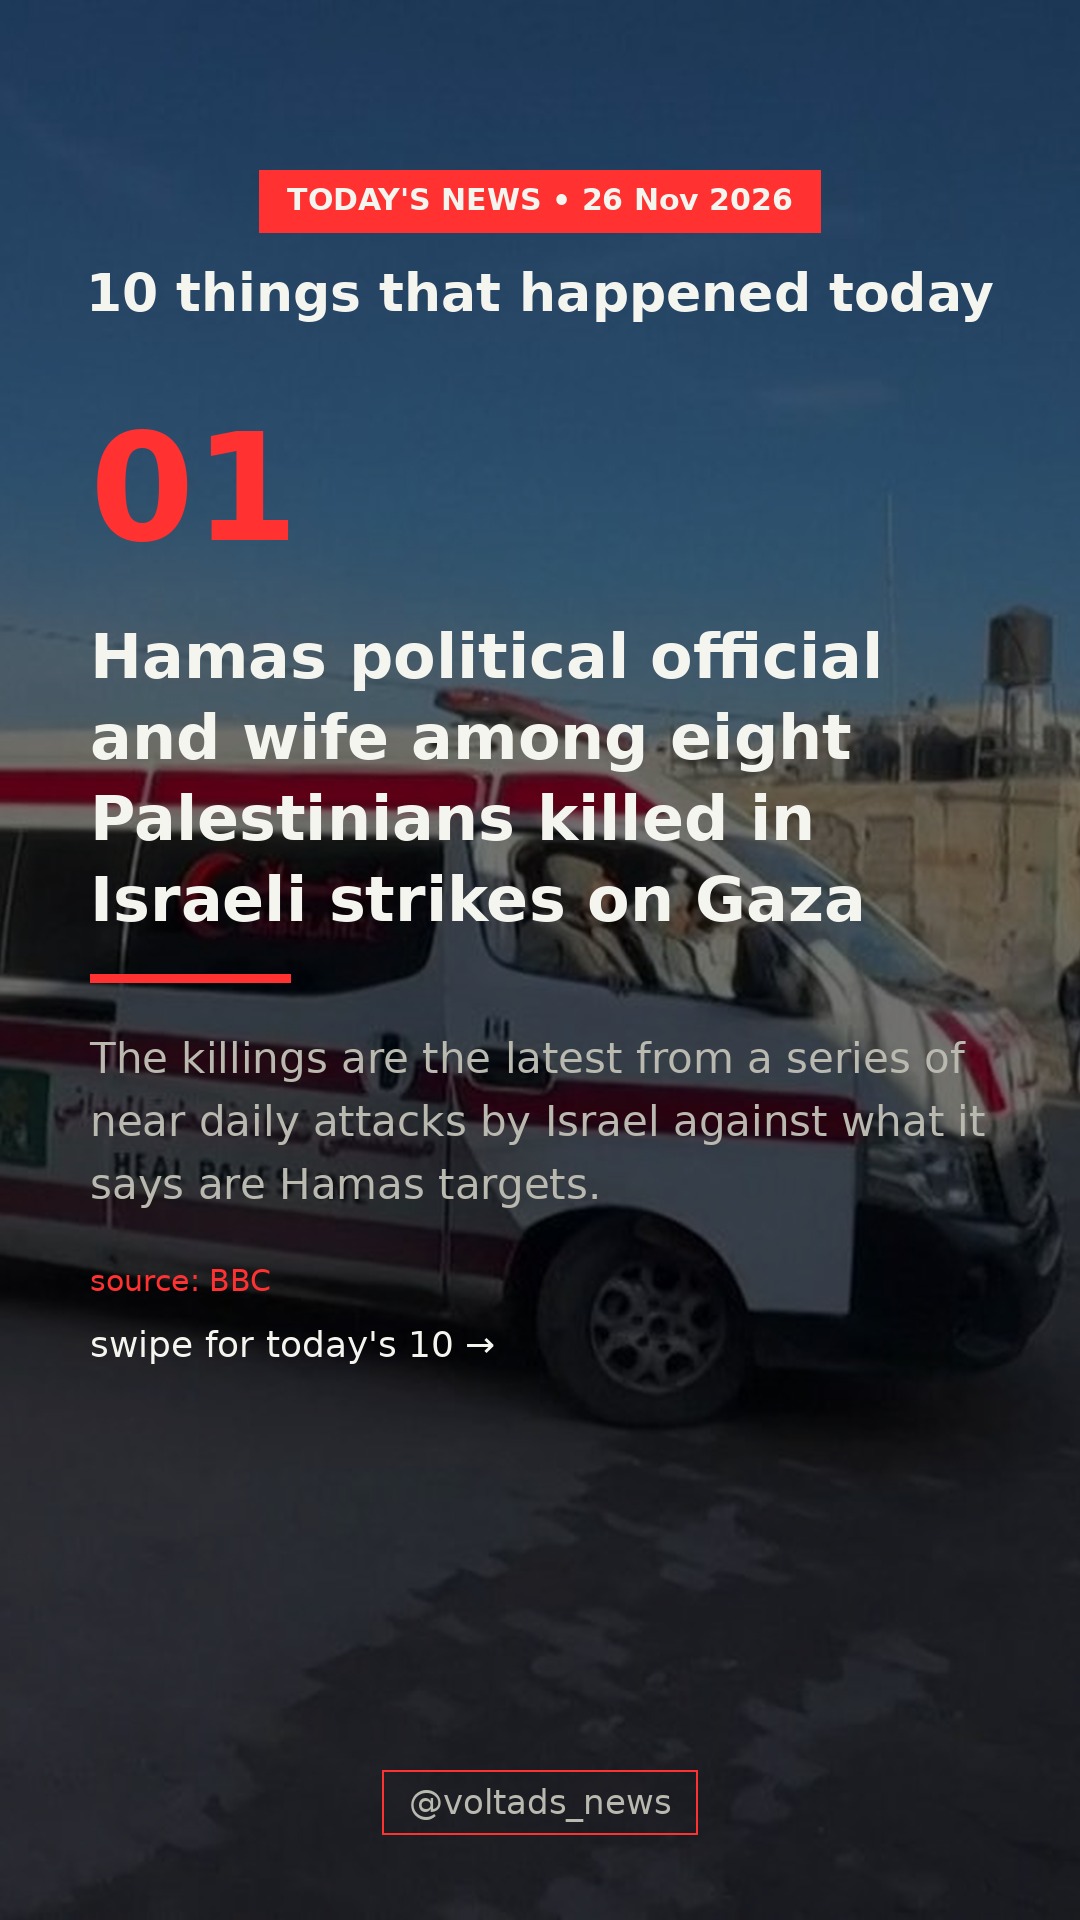 TODAY'S NEWS • 26 Nov 2026
10 things that happened today
01
Hamas political official
and wife among eight
Palestinians killed in
Israeli strikes on Gaza
AMBULANCE
The killings are the latest from a series of
near daily attacks by Israel against what it
says are Hamas targets.
source: BBC
swipe for today's 10 →
@voltads_news